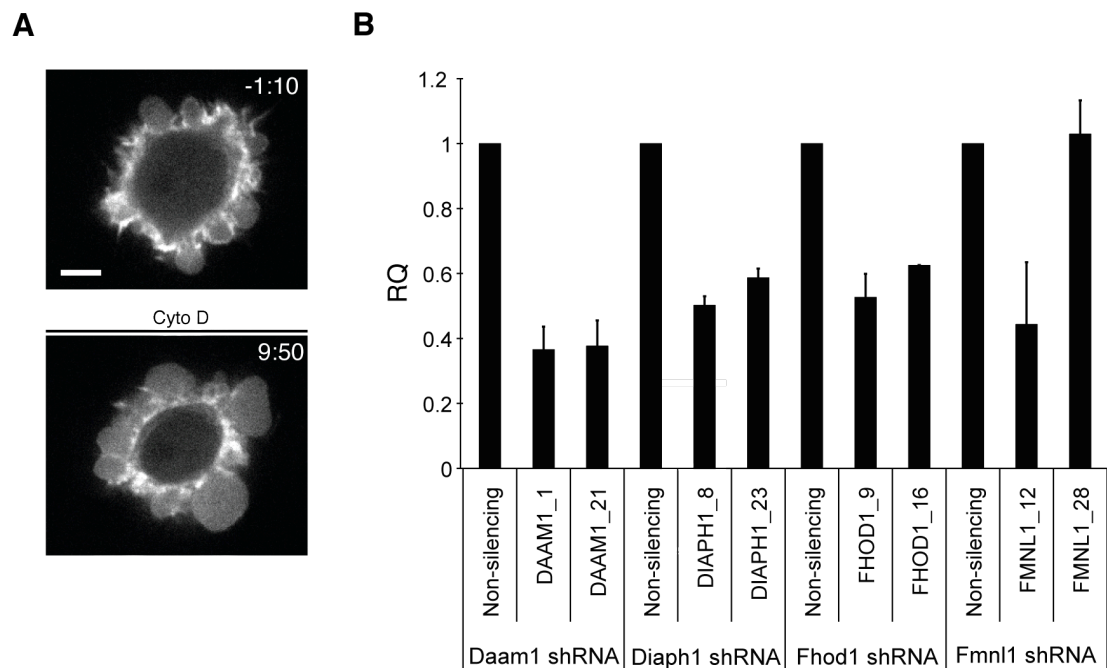 A
-1:10
Cyto D
9:50
B
RQ
1.2
1
0.8
0.6
0.4
0.2
0
Non-silencing
DAAM1_1
DAAM1_21
Non-silencing
DIAPH1_8
DIAPH1_23
Non-silencing
FHOD1_9
FHOD1_16
Non-silencing
FMNL1_12
FMNL1_28
Daam1 shRNA
Diaph1 shRNA
Fhod1 shRNA
Fmnl1 shRNA